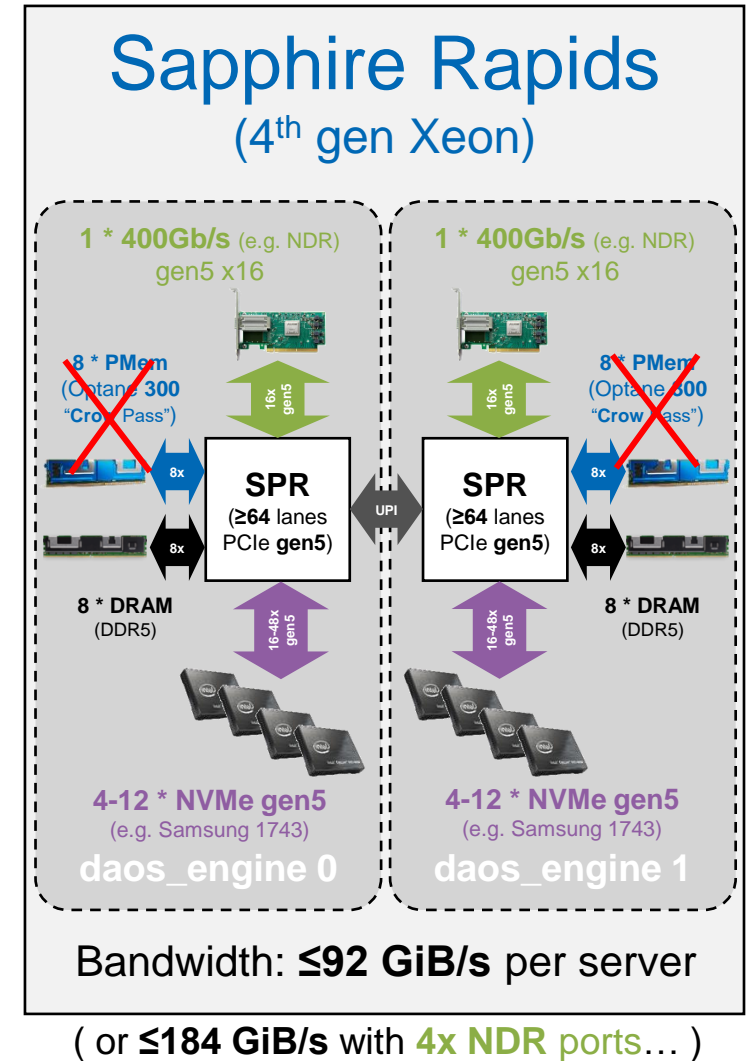 Sapphire Rapids
(4th gen Xeon)
1 * 400Gb/s (e.g. NDR)
gen5 x16
8 * PMem
(Optane 300
“Crow Pass”)
16x
gen5
8x
SPR
(≥64 lanes
PCIe gen5)
8x
8 * DRAM
(DDR5)
16-48x
gen5
4-12 * NVMe gen5
(e.g. Samsung 1743)
daos_engine 0
UPI
1 * 400Gb/s (e.g. NDR)
gen5 x16
16x
gen5
8 * PMem
(Optane 300
“Crow Pass”)
SPR
(≥64 lanes
PCIe gen5)
8x
8x
8 * DRAM
(DDR5)
16-48x
gen5
4-12 * NVMe gen5
(e.g. Samsung 1743)
daos_engine 1
Bandwidth: ≤92 GiB/s per server
( or ≤184 GiB/s with 4x NDR ports… )